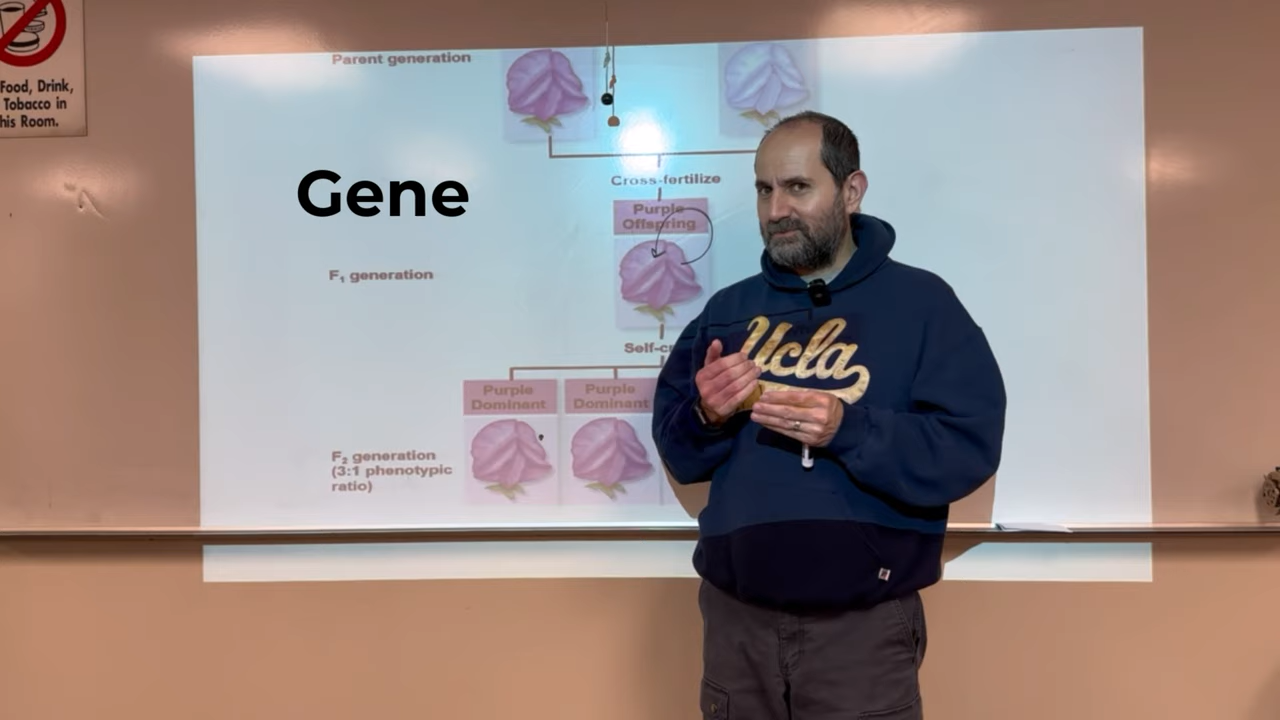 Food, Drink,
Tobacco in
his Room.
Parent generation
Gene
Cross-fertilize
Purple
Offspring
F₁ generation
Self-c
Purple
Dominant
Purple
Dominant
F₂ generation
(3:1 phenotypic
ratio)
Ucla